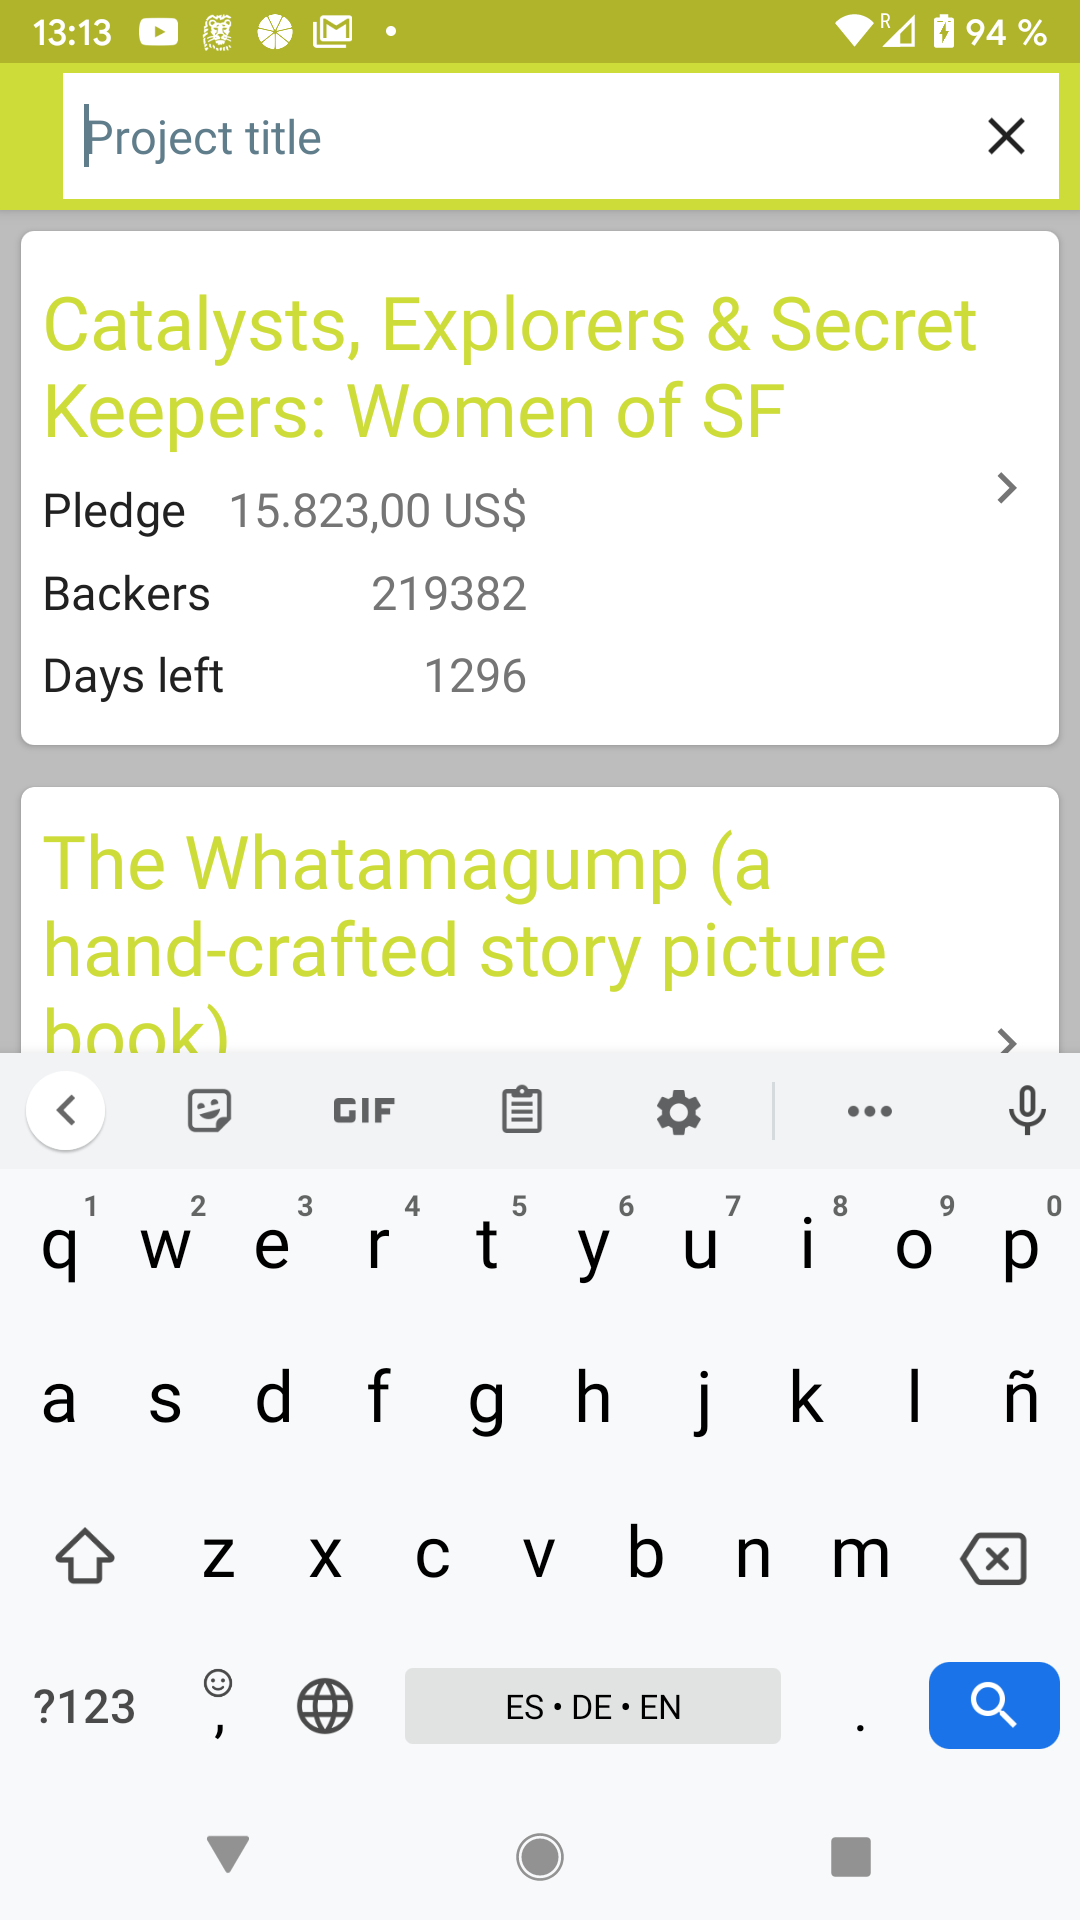 13:13 R 94 %
Project title
Catalysts, Explorers & Secret
Keepers: Women of SF
Pledge 15.823,00 US$
Backers 219382
Days left 1296
The Whatamagump (a
hand-crafted story picture
book)
GIF
1 2 3 4 5 6 7 8 9 0
q w e r t y u i o p
a s d f g h j k l ñ
z x c v b n m
?123 , ES • DE • EN .